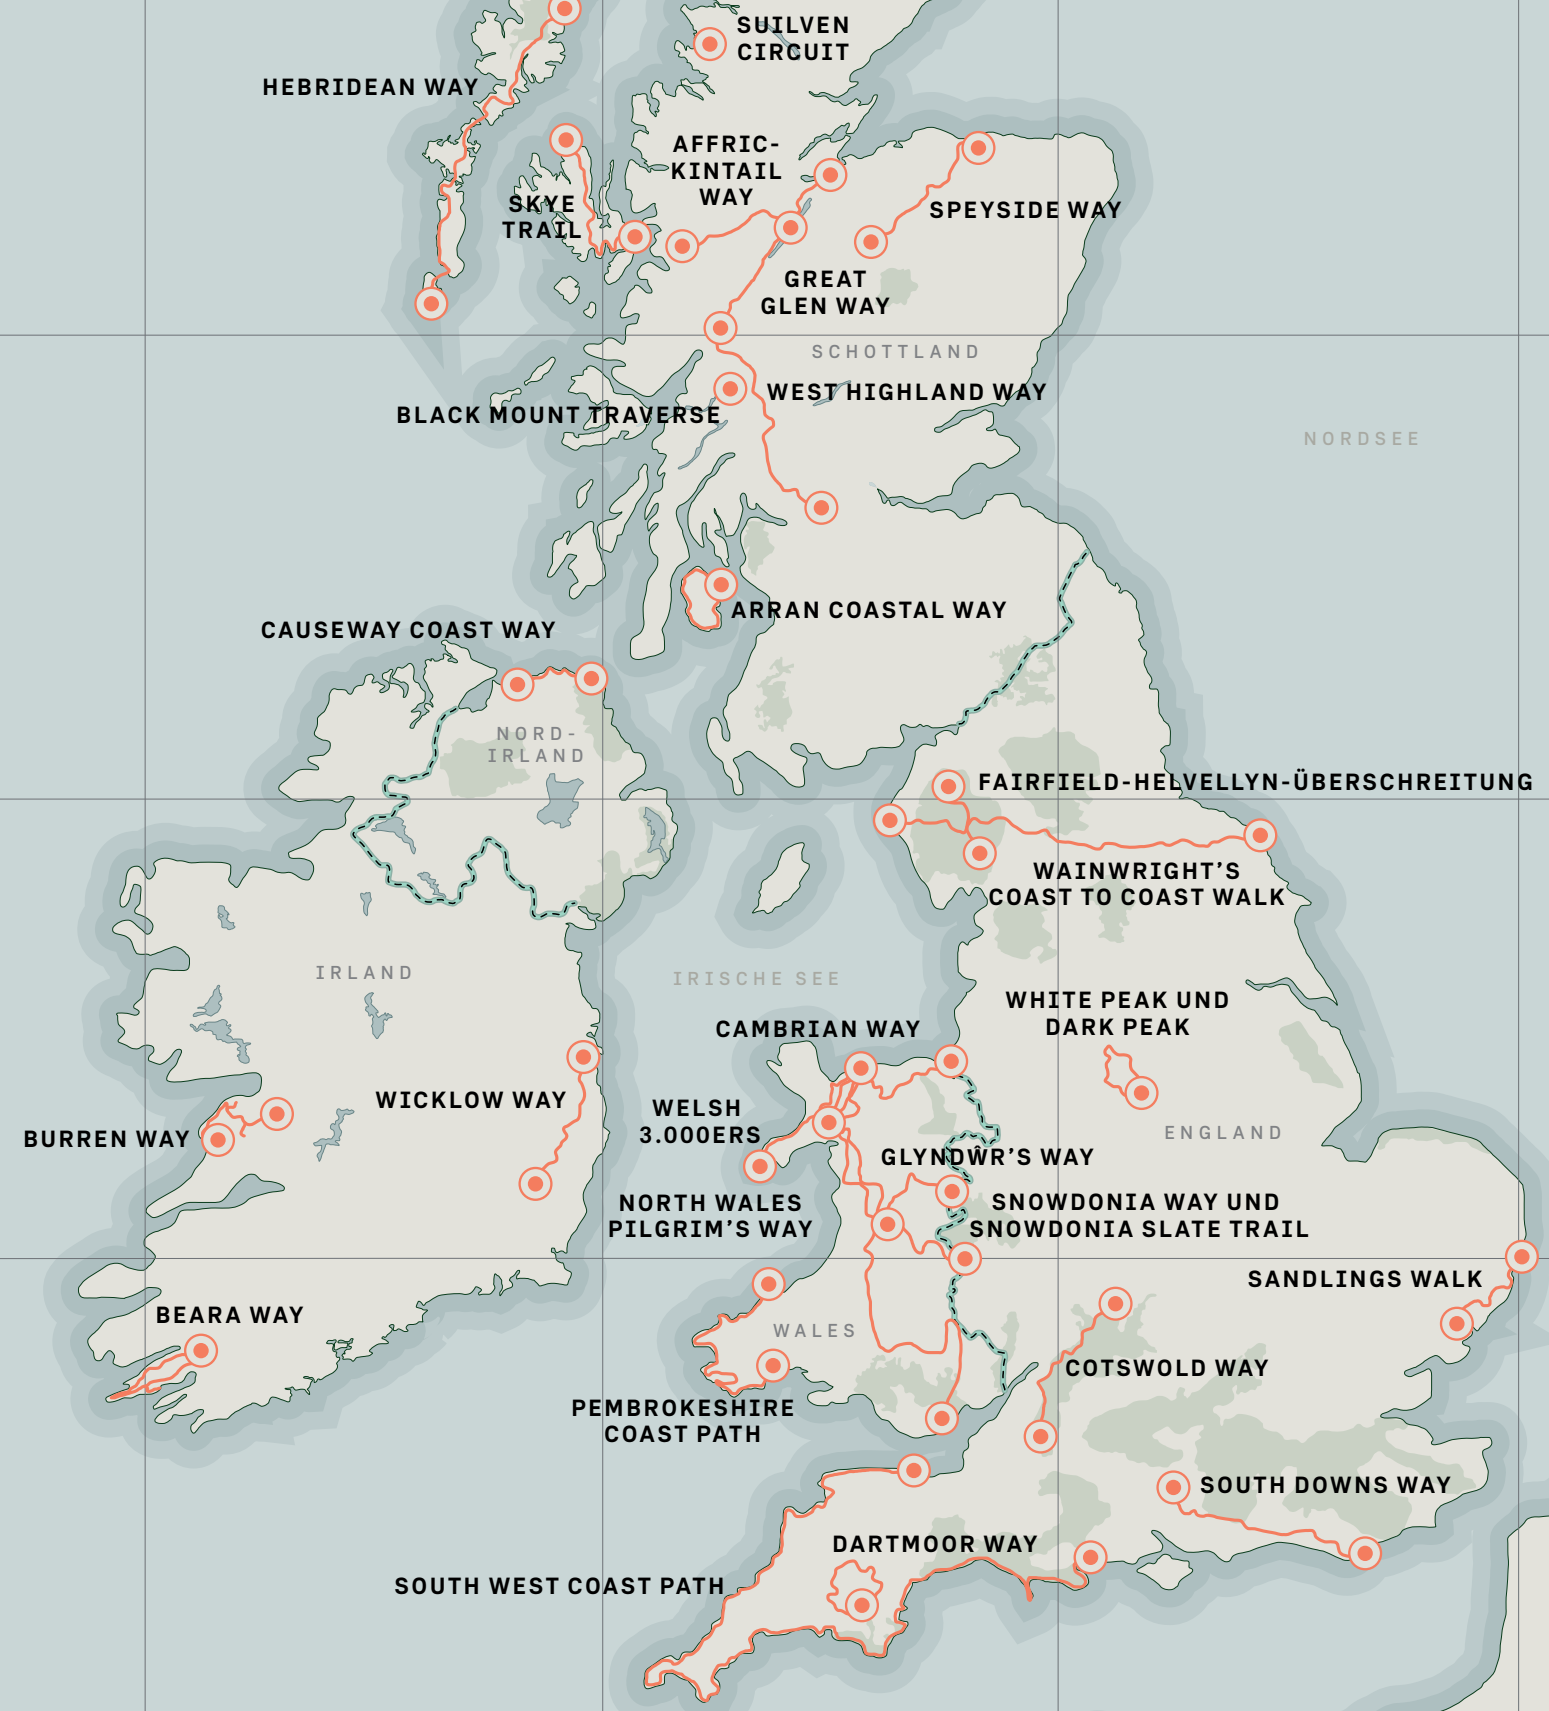 SUILVEN
CIRCUIT
HEBRIDEAN WAY
AFFRIC-
KINTAIL
WAY
SKYE
TRAIL
SPEYSIDE WAY
GREAT
GLEN WAY
SCHOTTLAND
WEST HIGHLAND WAY
BLACK MOUNT TRAVERSE
NORDSEE
ARRAN COASTAL WAY
CAUSEWAY COAST WAY
NORD-
IRLAND
FAIRFIELD-HELVELLYN-ÜBERSCHREITUNG
WAINWRIGHT’S
COAST TO COAST WALK
IRLAND
IRISCHE SEE
WHITE PEAK UND
DARK PEAK
CAMBRIAN WAY
WICKLOW WAY
WELSH
3.000ERS
BURREN WAY
ENGLAND
GLYNDŴR’S WAY
NORTH WALES
PILGRIM’S WAY
SNOWDONIA WAY UND
SNOWDONIA SLATE TRAIL
SANDLINGS WALK
BEARA WAY
WALES
COTSWOLD WAY
PEMBROKESHIRE
COAST PATH
SOUTH DOWNS WAY
DARTMOOR WAY
SOUTH WEST COAST PATH